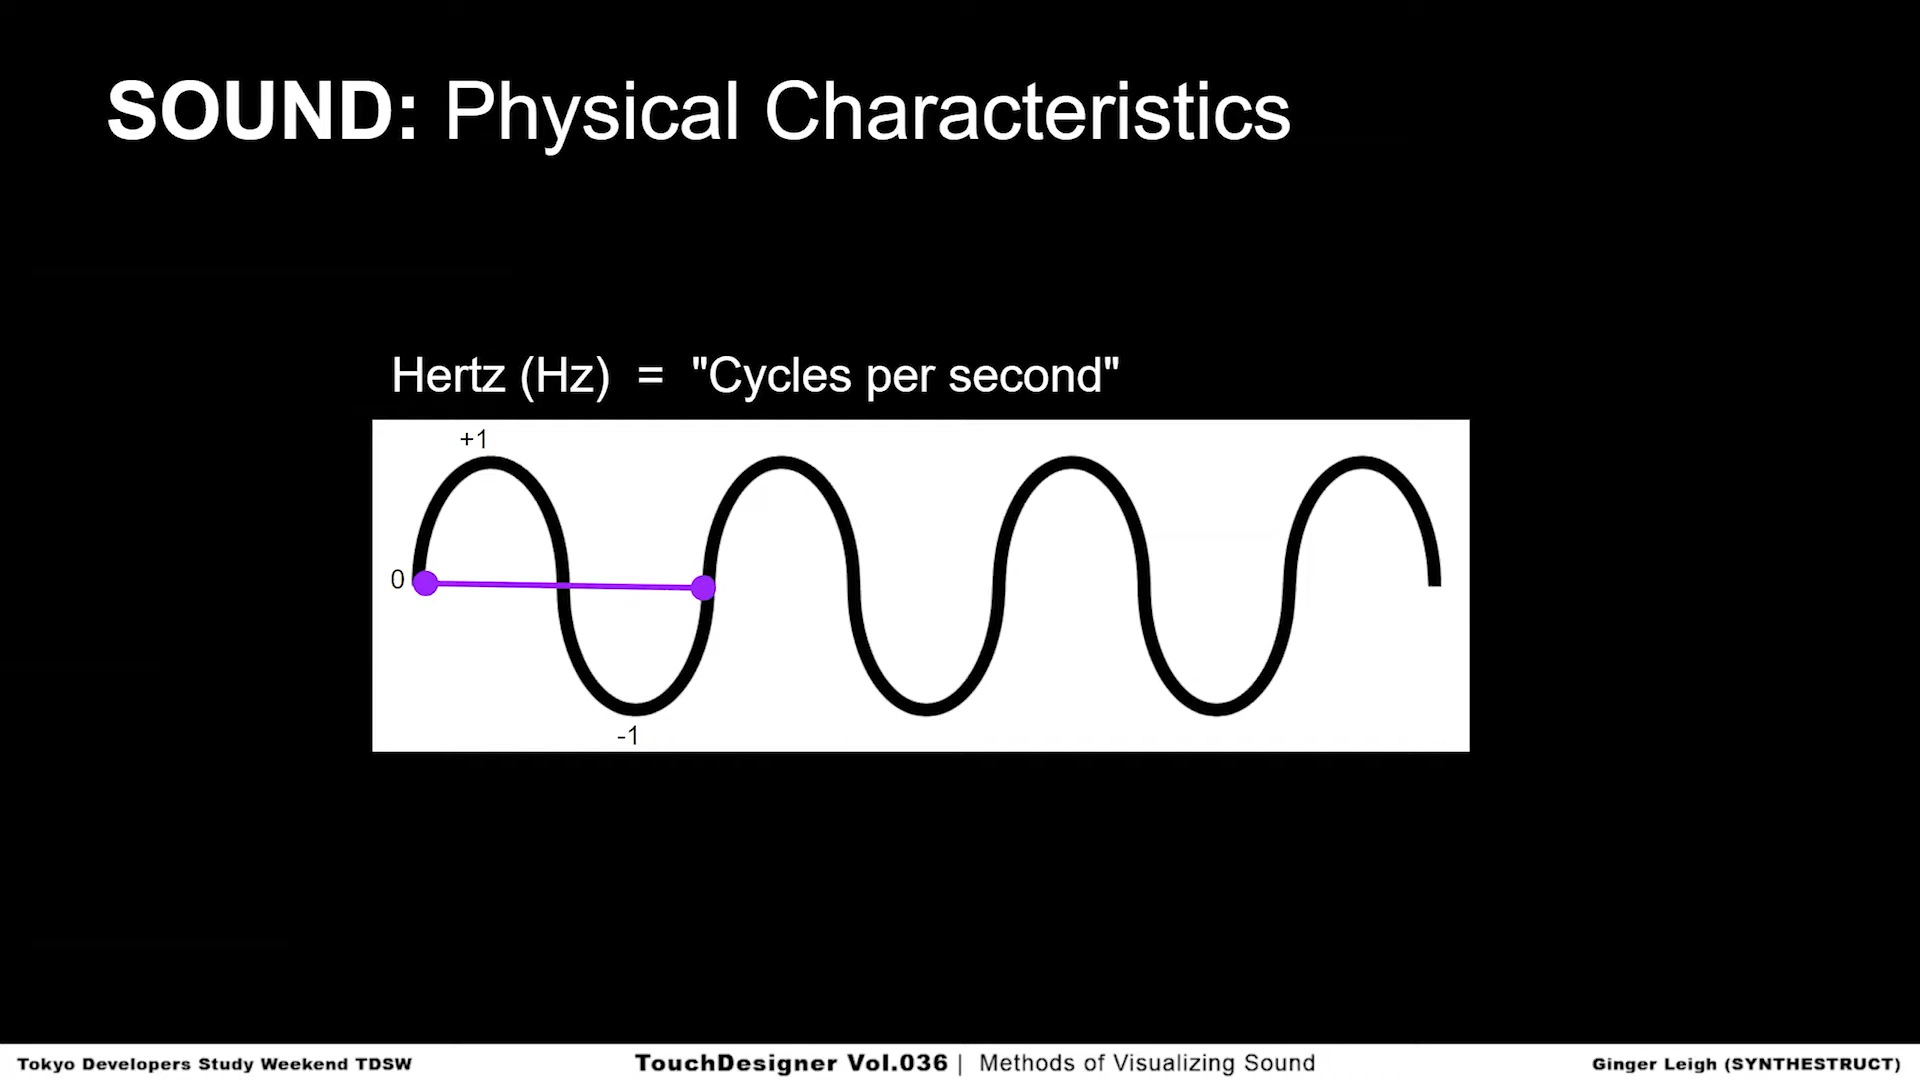 SOUND: Physical Characteristics
Hertz (Hz) = "Cycles per second"
+1
0
-1
Tokyo Developers Study Weekend TDSW
TouchDesigner Vol.036 | Methods of Visualizing Sound
Ginger Leigh (SYNTHESTRUCT)